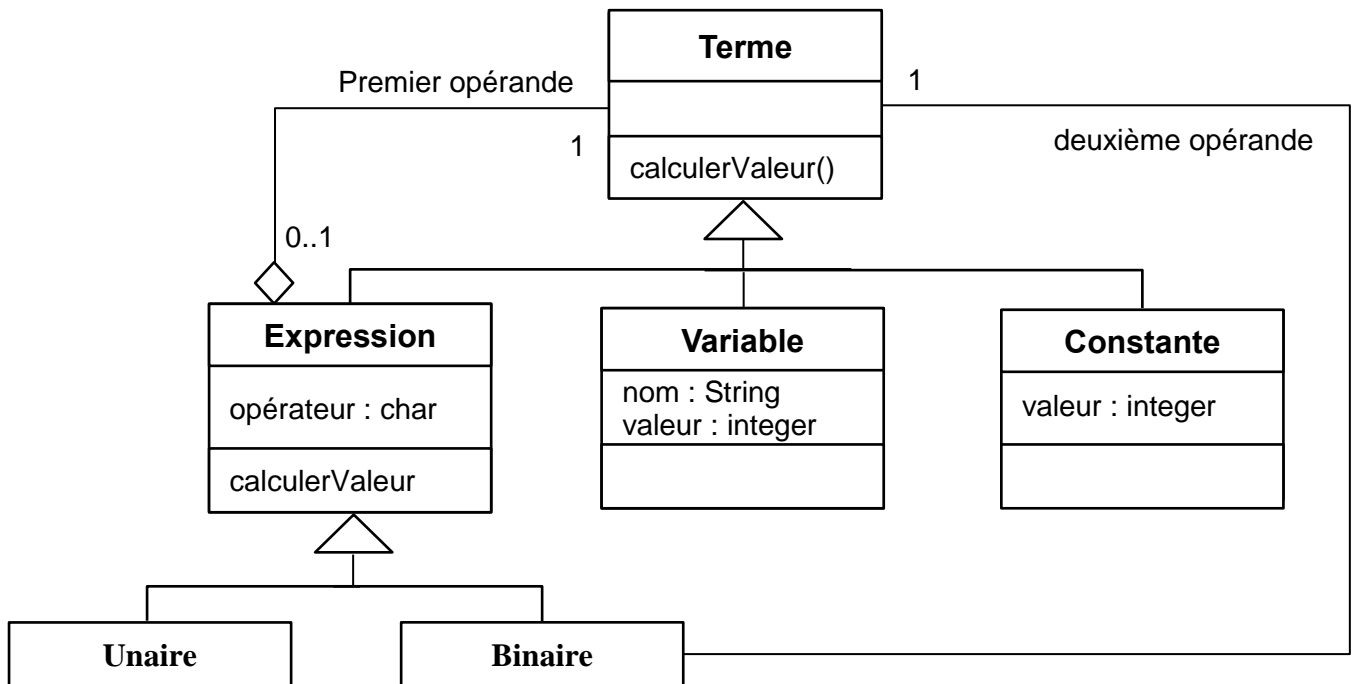 Terme
Premier opérande
1
1
deuxième opérande
calculerValeur()
0..1
Expression
Variable
Constante
opérateur : char
nom : String
valeur : integer
valeur : integer
calculerValeur
Unaire
Binaire